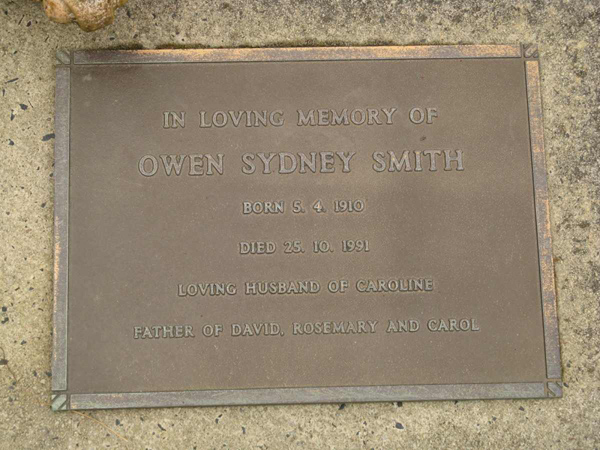 IN LOVING MEMORY OF
OWEN SYDNEY SMITH
BORN 5. 4. 1910
DIED 25. 10. 1991
LOVING HUSBAND OF CAROLINE
FATHER OF DAVID, ROSEMARY AND CAROL